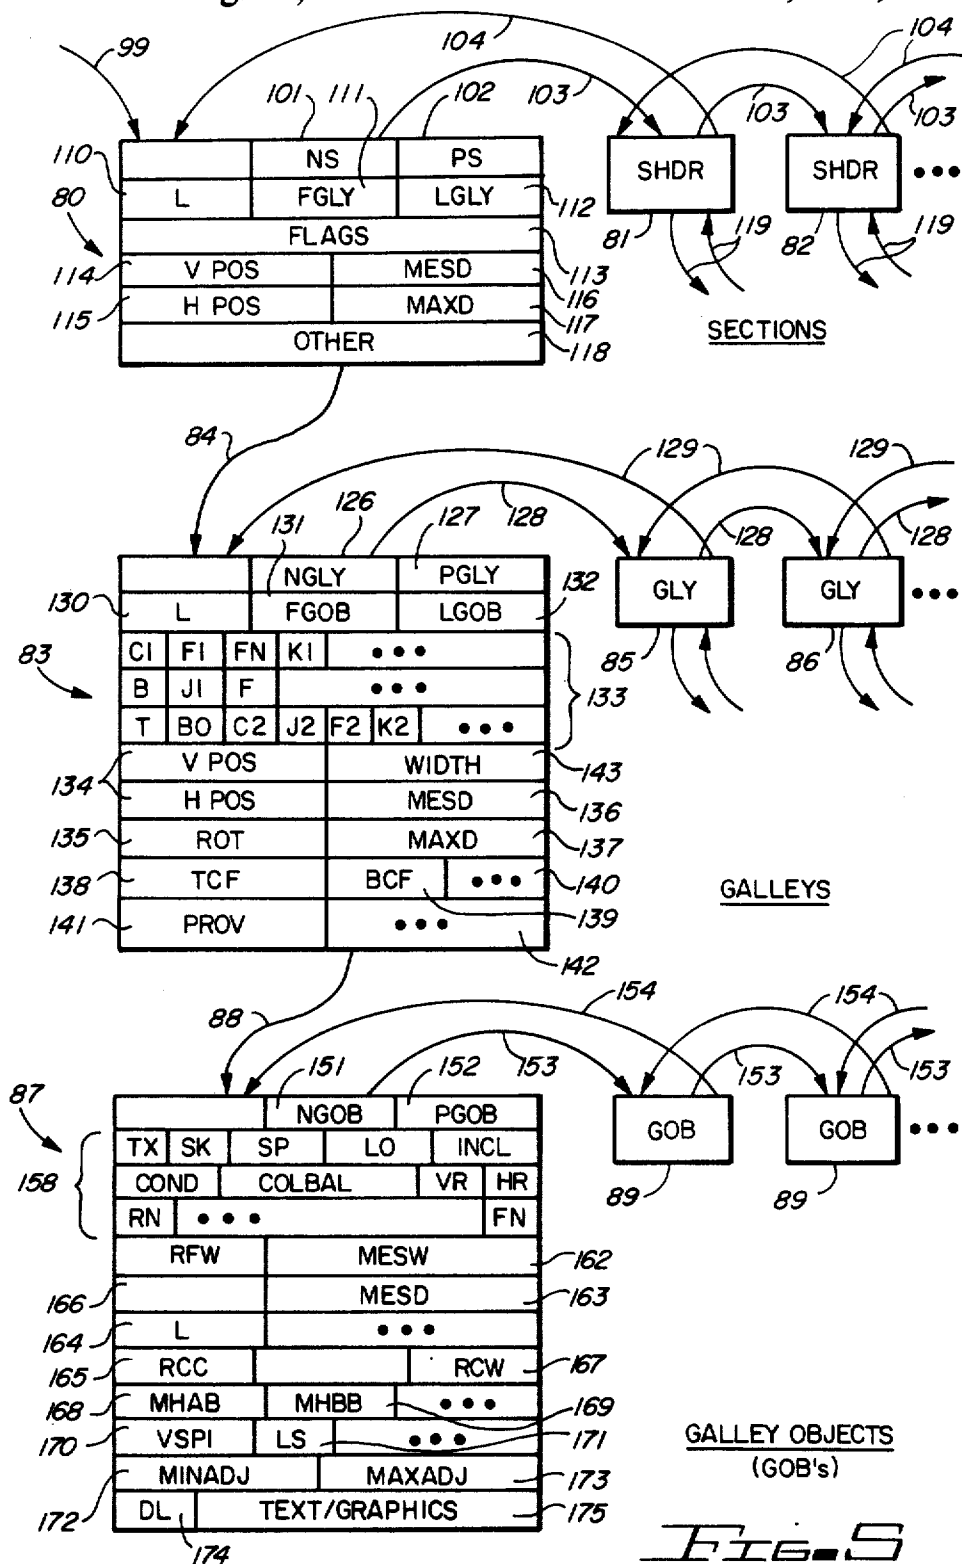 99
104
104
101
111
102
103
103
103
110
NS
PS
SHDR
SHDR
•••
L
FGLY
LGLY
112
80
FLAGS
81
119
82
119
114
V POS
MESD
113
116
115
H POS
MAXD
117
OTHER
118
SECTIONS
84
129
129
126
131
127
128
128
128
NGLY
PGLY
GLY
GLY
•••
130
L
FGOB
LGOB
132
83
C1
F1
FN
K1
•••
85
86
B
J1
F
•••
133
T
BO
C2
J2
F2
K2
•••
134
V POS
WIDTH
143
H POS
MESD
136
135
ROT
MAXD
137
138
TCF
BCF
•••
140
GALLEYS
139
141
PROV
•••
142
88
154
154
151
152
153
153
153
87
NGOB
PGOB
GOB
GOB
•••
158
TX
SK
SP
LO
INCL
COND
COLBAL
VR
HR
89
89
RN
•••
FN
RFW
MESW
162
166
MESD
163
164
L
•••
165
RCC
RCW
167
168
MHAB
MHBB
•••
169
170
VSPI
LS
•••
171
GALLEY OBJECTS
(GOB's)
172
MINADJ
MAXADJ
173
DL
TEXT/GRAPHICS
175
174
FIG. 5